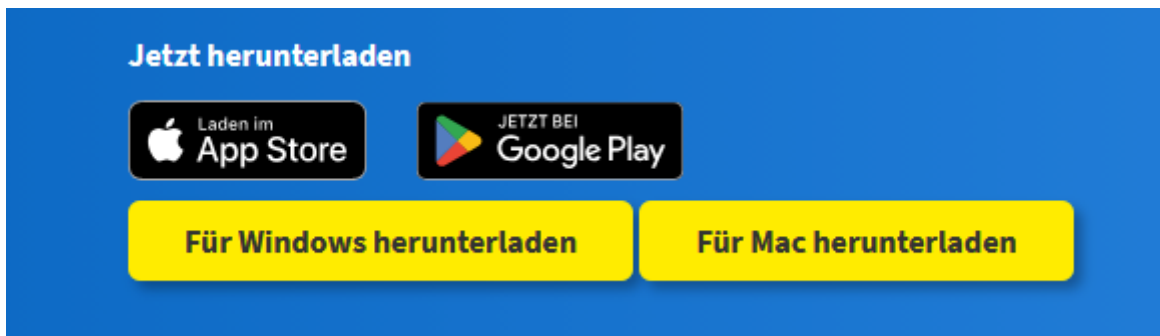 Jetzt herunterladen
Laden im
App Store
JETZT BEI
Google Play
Für Windows herunterladen
Für Mac herunterladen